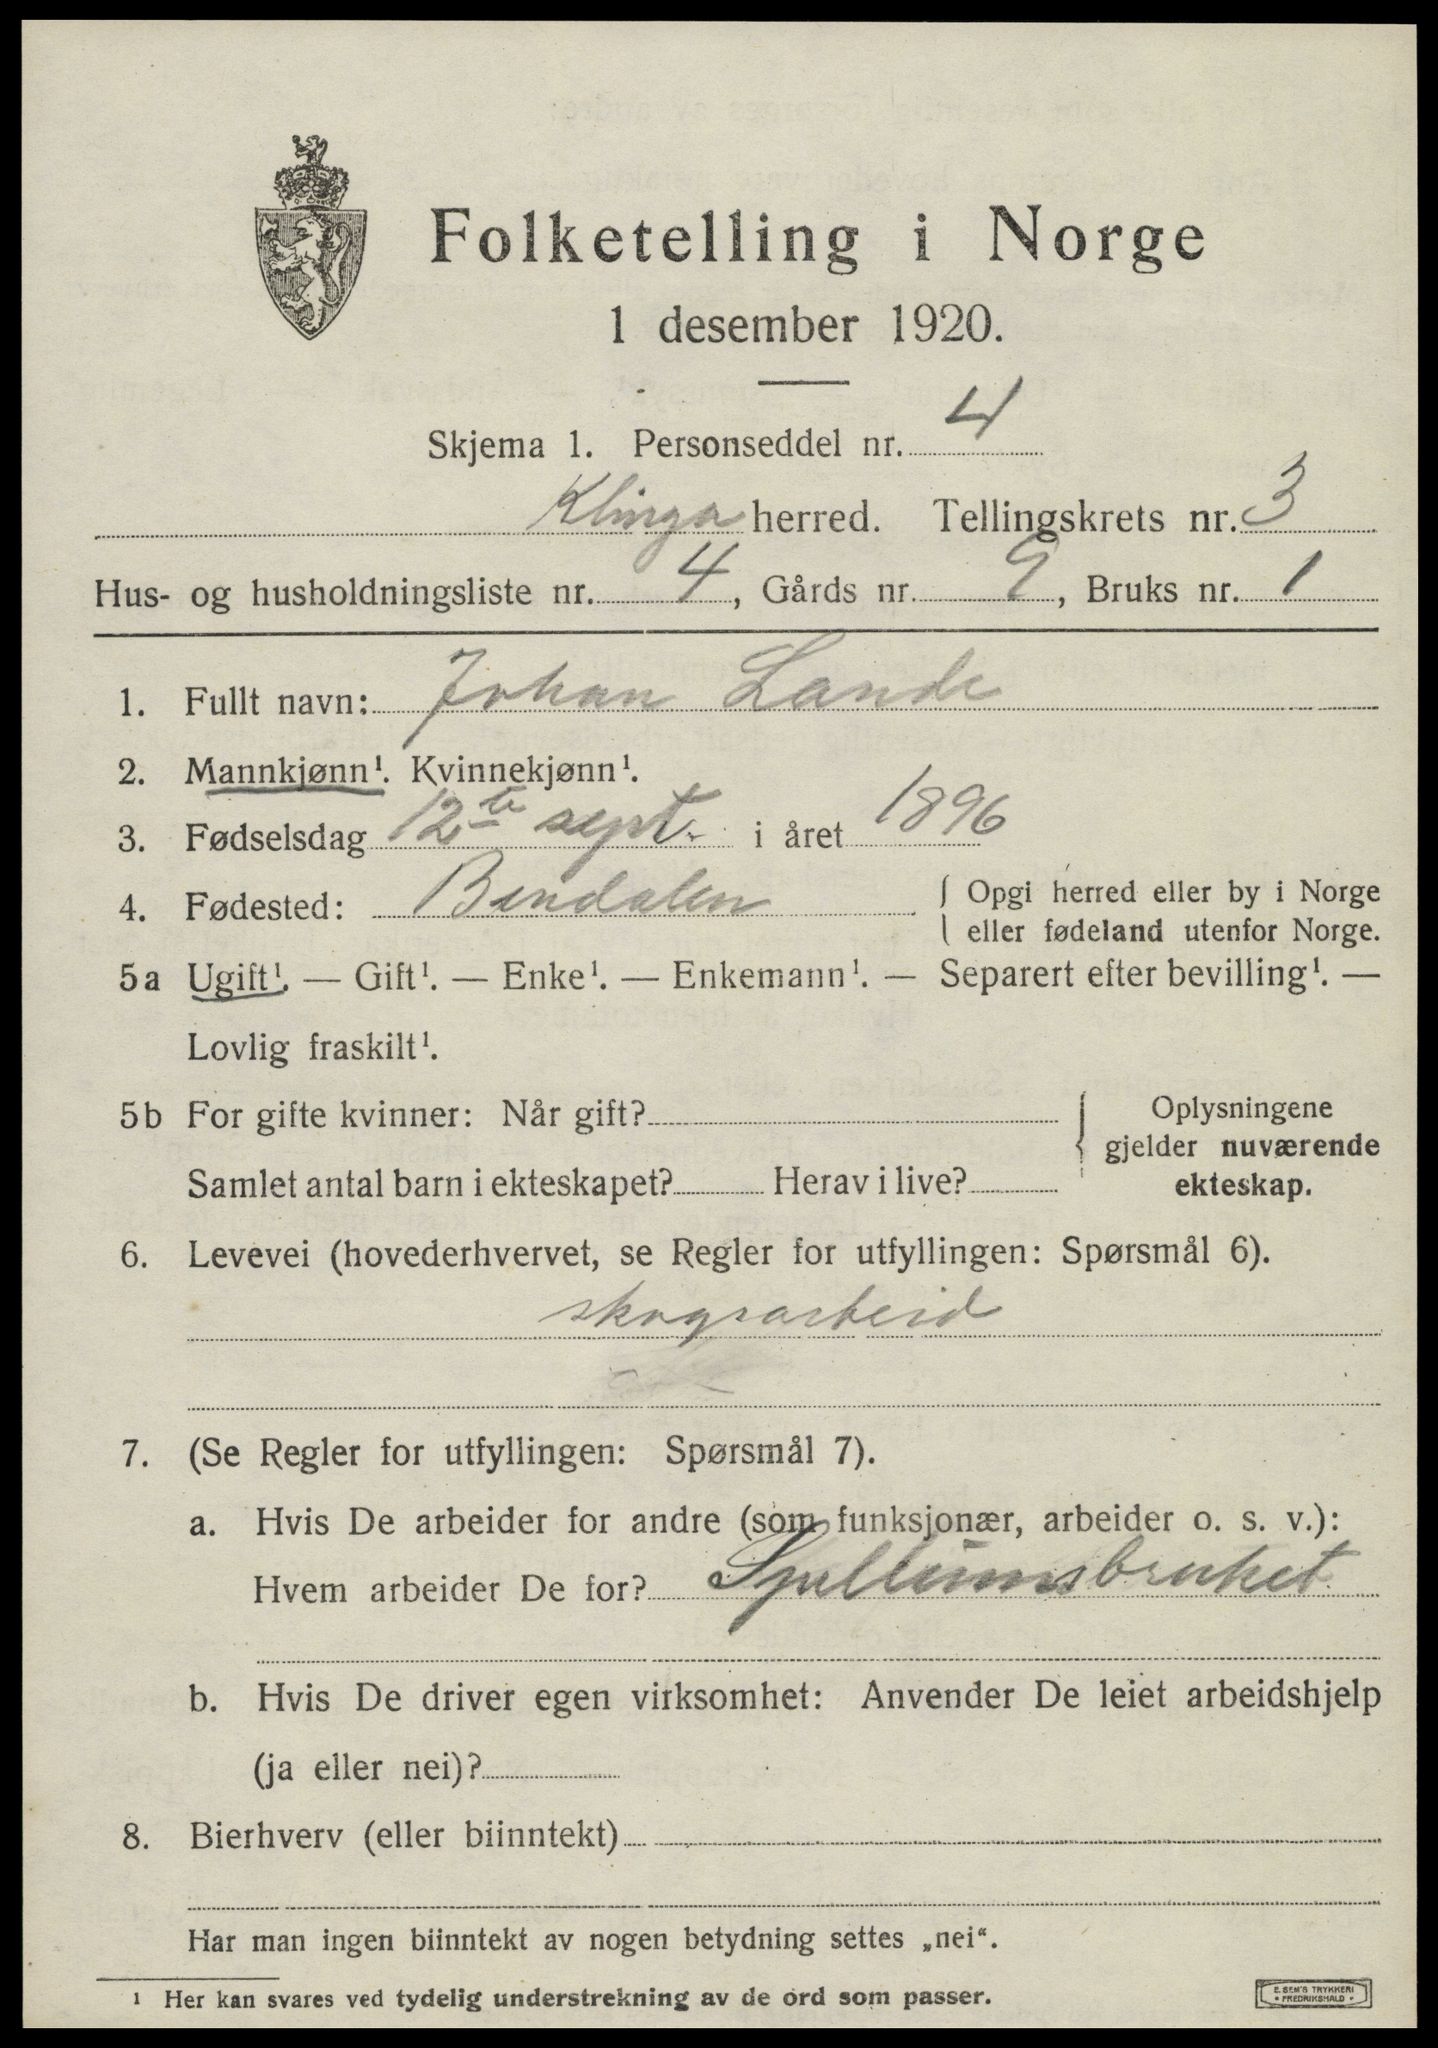 Folketelling i Norge
1 desember 1920.
Skjema 1. Personseddel nr. 4
Klinga herred. Tellingskrets nr. 3
Hus- og husholdningsliste nr. 4, Gårds nr. 9, Bruks nr. 1
1. Fullt navn: Johan Lande
2. Mannkjønn¹. Kvinnekjønn¹.
3. Fødselsdag 12te sept. i året 1896
4. Fødested: Bindalen { Opgi herred eller by i Norge
eller fødeland utenfor Norge.
5a Ugift¹. — Gift¹. — Enke¹. — Enkemann¹. — Separert efter bevilling¹. —
Lovlig fraskilt¹.
5b For gifte kvinner: Når gift? { Oplysningene
gjelder nuværende
Samlet antal barn i ekteskapet? Herav i live? ekteskap.
6. Levevei (hovederhvervet, se Regler for utfyllingen: Spørsmål 6).
skogsarbeid
7. (Se Regler for utfyllingen: Spørsmål 7).
a. Hvis De arbeider for andre (som funksjonær, arbeider o. s. v.):
Hvem arbeider De for? Spillumsbruket
b. Hvis De driver egen virksomhet: Anvender De leiet arbeidshjelp
(ja eller nei)?
8. Bierhverv (eller biinntekt)
Har man ingen biinntekt av nogen betydning settes „nei“.
¹ Her kan svares ved tydelig understrekning av de ord som passer.
E. SEM'S TRYKKERI
• FREDRIKSHALD •